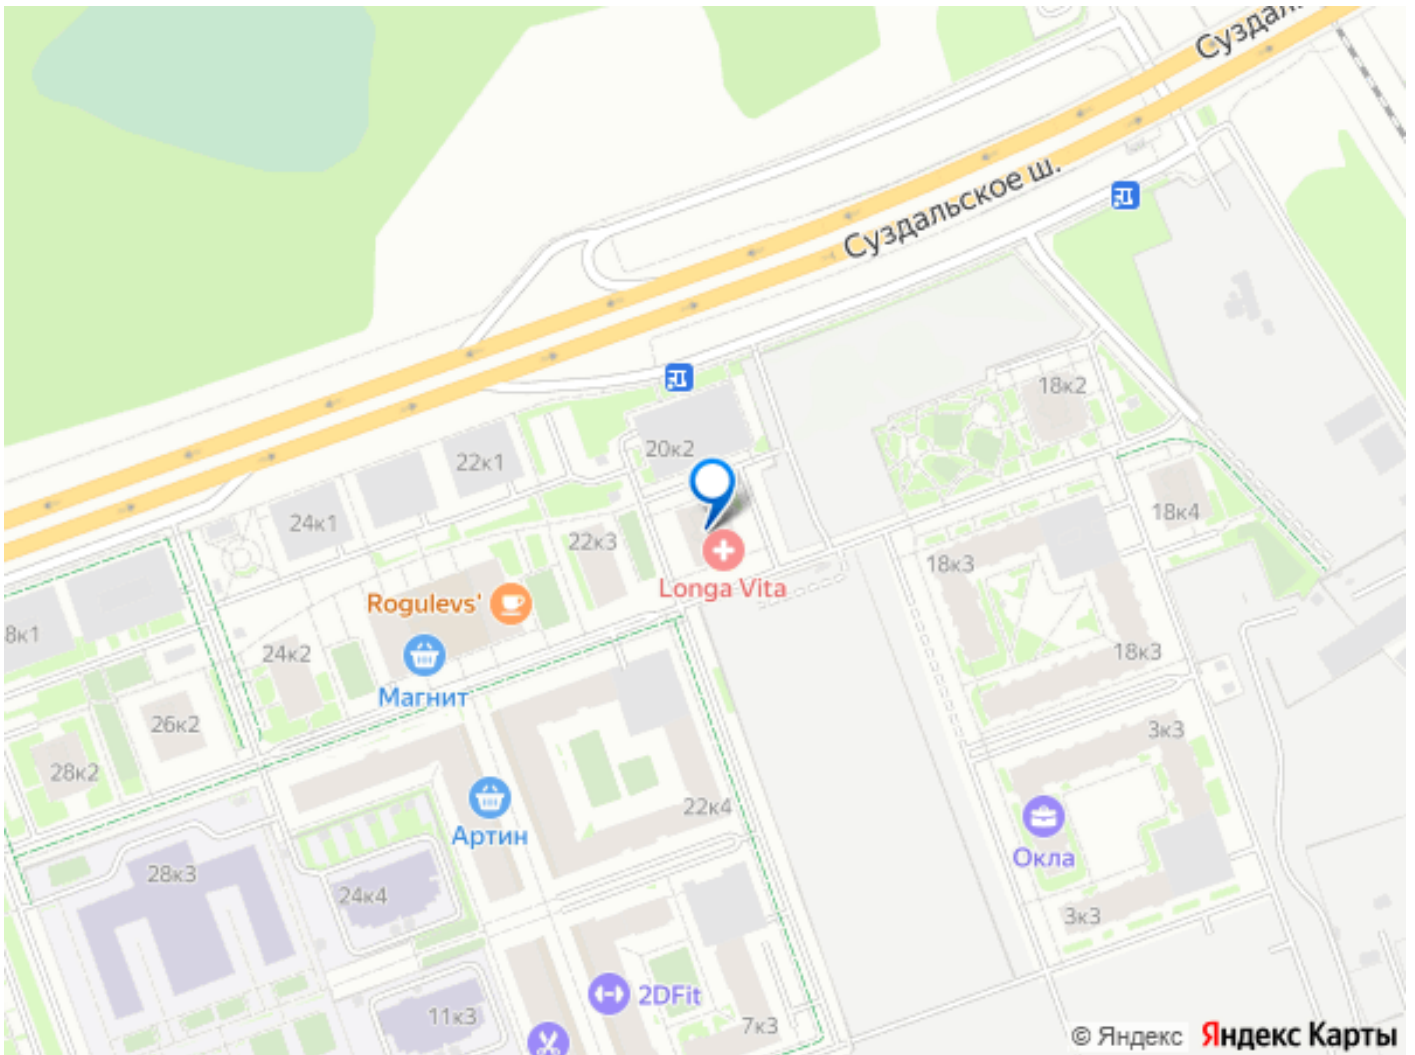 Суздал
Суздальское ш.
18к2
20к2
22к1
18к4
24к1
22к3
18к3
Longa Vita
Rogulevs'
8к1
24к2
18к3
Магнит
26к2
3к3
28к2
22к4
Артин
Окла
28к3
24к4
3к3
2DFit
11к3
7к3
© Яндекс Яндекс Карты